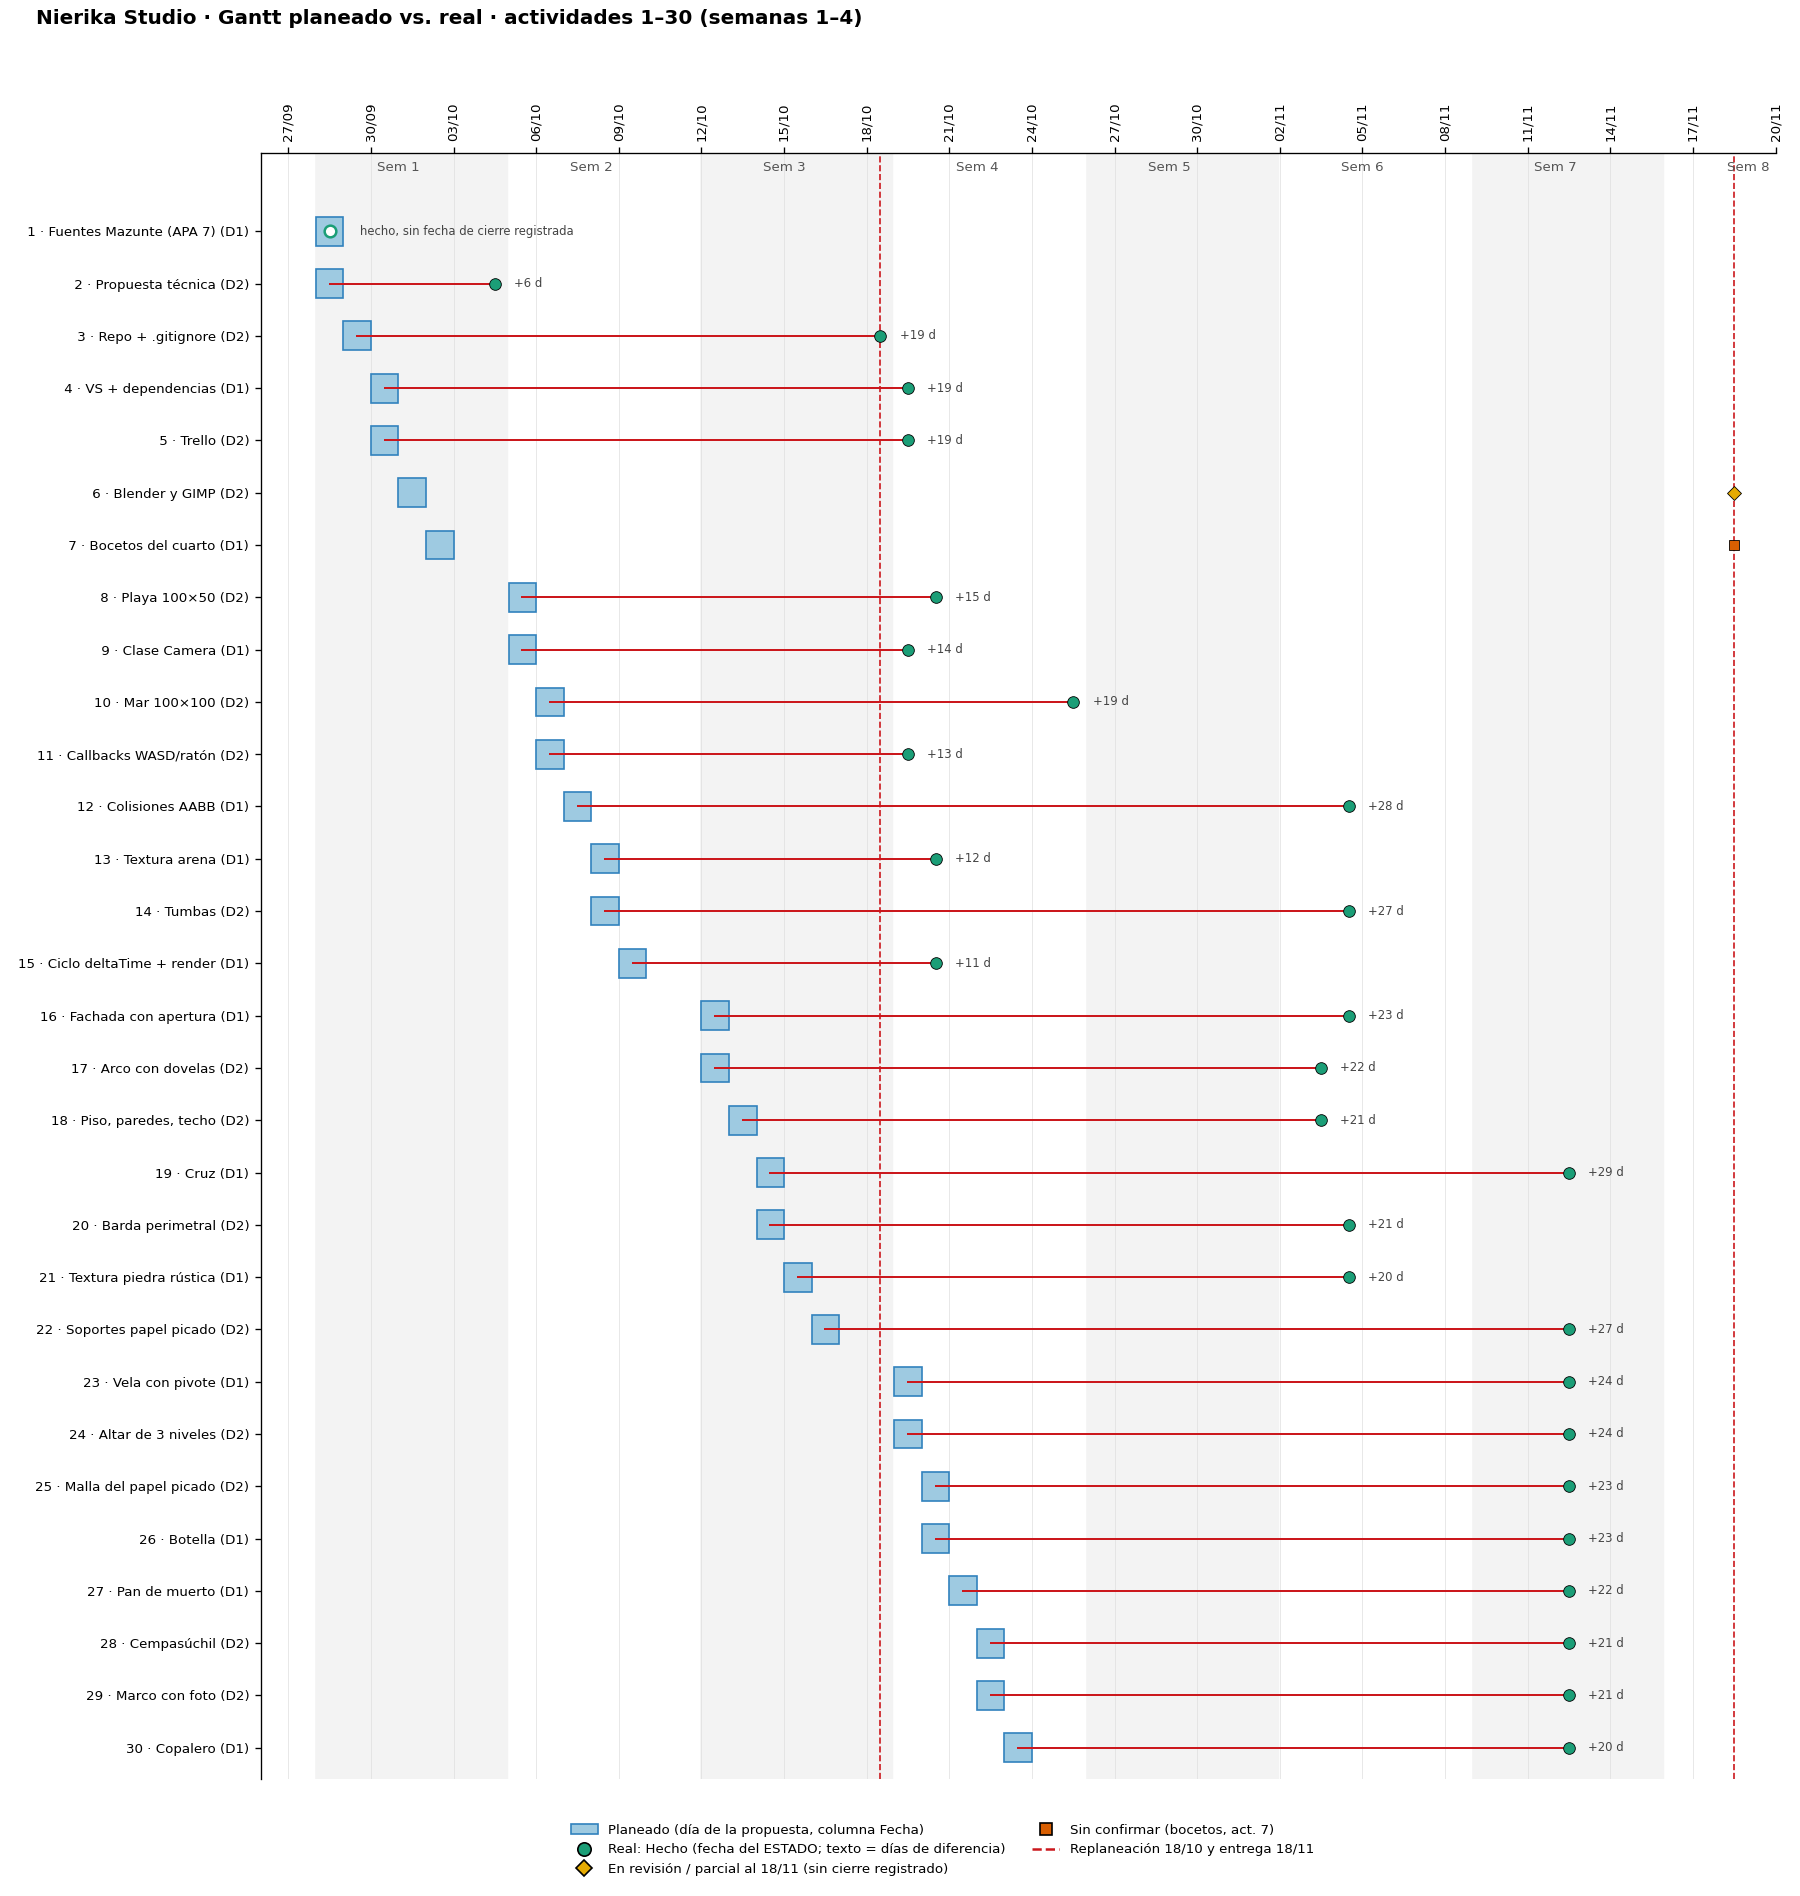 Nierika Studio · Gantt planeado vs. real · actividades 1–30 (semanas 1–4)
27/09 30/09 03/10 06/10 09/10 12/10 15/10 18/10 21/10 24/10 27/10 30/10 02/11 05/11 08/11 11/11 14/11 17/11 20/11
Sem 1 Sem 2 Sem 3 Sem 4 Sem 5 Sem 6 Sem 7 Sem 8
1 · Fuentes Mazunte (APA 7) (D1) hecho, sin fecha de cierre registrada
2 · Propuesta técnica (D2) +6 d
3 · Repo + .gitignore (D2) +19 d
4 · VS + dependencias (D1) +19 d
5 · Trello (D2) +19 d
6 · Blender y GIMP (D2)
7 · Bocetos del cuarto (D1)
8 · Playa 100×50 (D2) +15 d
9 · Clase Camera (D1) +14 d
10 · Mar 100×100 (D2) +19 d
11 · Callbacks WASD/ratón (D2) +13 d
12 · Colisiones AABB (D1) +28 d
13 · Textura arena (D1) +12 d
14 · Tumbas (D2) +27 d
15 · Ciclo deltaTime + render (D1) +11 d
16 · Fachada con apertura (D1) +23 d
17 · Arco con dovelas (D2) +22 d
18 · Piso, paredes, techo (D2) +21 d
19 · Cruz (D1) +29 d
20 · Barda perimetral (D2) +21 d
21 · Textura piedra rústica (D1) +20 d
22 · Soportes papel picado (D2) +27 d
23 · Vela con pivote (D1) +24 d
24 · Altar de 3 niveles (D2) +24 d
25 · Malla del papel picado (D2) +23 d
26 · Botella (D1) +23 d
27 · Pan de muerto (D1) +22 d
28 · Cempasúchil (D2) +21 d
29 · Marco con foto (D2) +21 d
30 · Copalero (D1) +20 d
Planeado (día de la propuesta, columna Fecha)
Real: Hecho (fecha del ESTADO; texto = días de diferencia)
En revisión / parcial al 18/11 (sin cierre registrado)
Sin confirmar (bocetos, act. 7)
Replaneación 18/10 y entrega 18/11